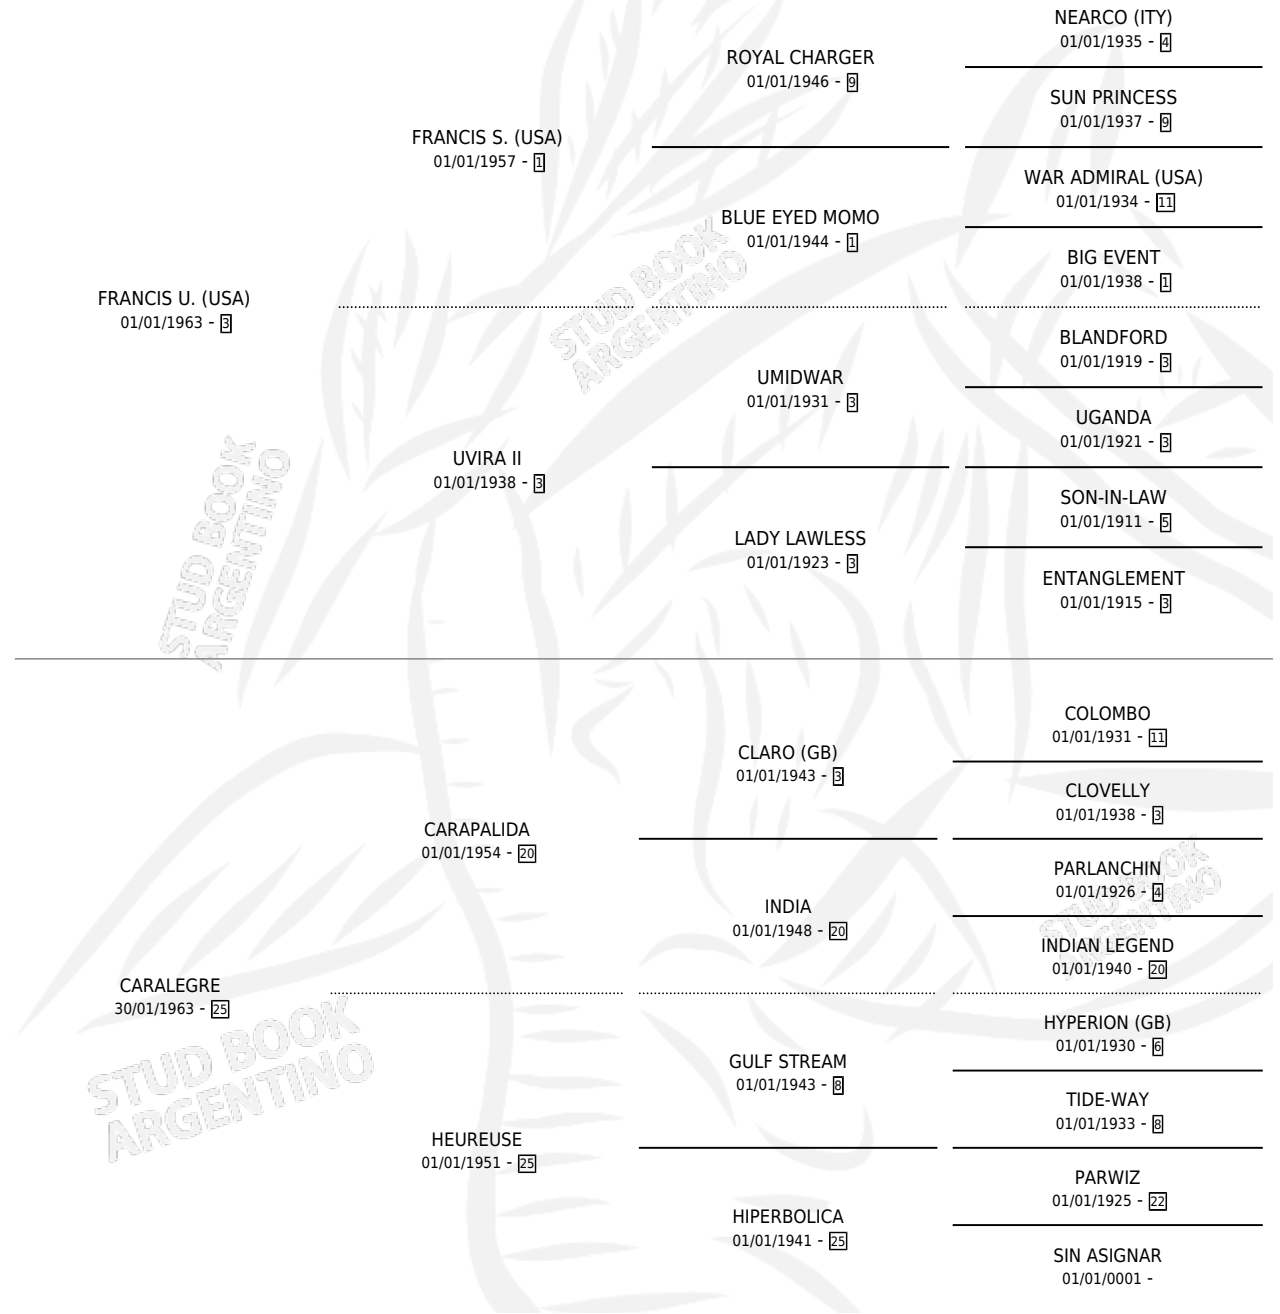 NEARCO (ITY)
01/01/1935 - 4
ROYAL CHARGER
01/01/1946 - 9
SUN PRINCESS
01/01/1937 - 9
FRANCIS S. (USA)
01/01/1957 - 1
WAR ADMIRAL (USA)
01/01/1934 - 11
BLUE EYED MOMO
01/01/1944 - 1
BIG EVENT
01/01/1938 - 1
FRANCIS U. (USA)
01/01/1963 - 3
BLANDFORD
01/01/1919 - 3
UMIDWAR
01/01/1931 - 3
UGANDA
01/01/1921 - 3
UVIRA II
01/01/1938 - 3
SON-IN-LAW
01/01/1911 - 5
LADY LAWLESS
01/01/1923 - 3
ENTANGLEMENT
01/01/1915 - 3
STUD BOOK
ARGENTINO
STUD BOOK
ARGENTINO
COLOMBO
01/01/1931 - 11
CLARO (GB)
01/01/1943 - 3
CLOVELLY
01/01/1938 - 3
CARAPALIDA
01/01/1954 - 20
PARLANCHIN
01/01/1926 - 4
INDIA
01/01/1948 - 20
INDIAN LEGEND
01/01/1940 - 20
CARALEGRE
30/01/1963 - 25
HYPERION (GB)
01/01/1930 - 6
GULF STREAM
01/01/1943 - 8
TIDE-WAY
01/01/1933 - 8
HEUREUSE
01/01/1951 - 25
PARWIZ
01/01/1925 - 22
HIPERBOLICA
01/01/1941 - 25
SIN ASIGNAR
01/01/0001 -
STUD BOOK
ARGENTINO
STUD BOOK
ARGENTINO